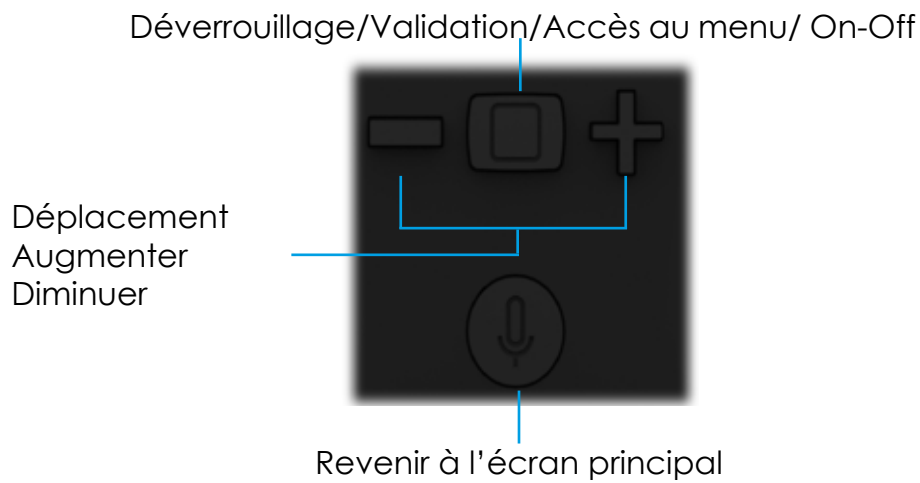 Déverrouillage/Validation/Accès au menu/ On-Off
Déplacement
Augmenter
Diminuer
Revenir à l’écran principal